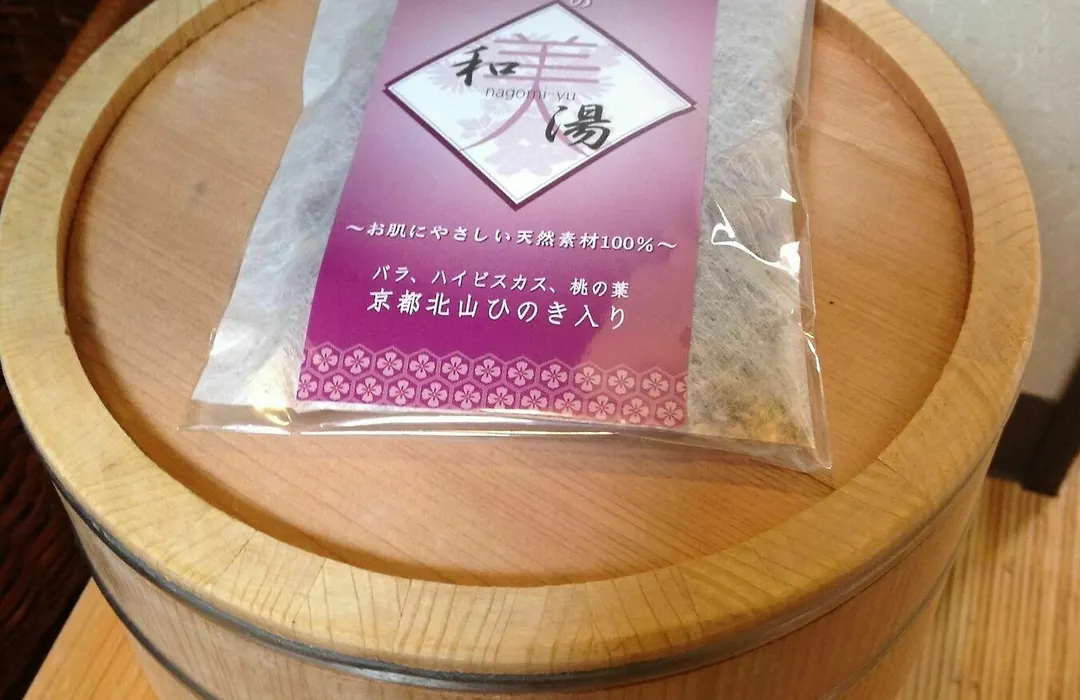 の
美人
和
nagomi-yu
湯
～お肌にやさしい天然素材100%～
バラ、ハイビスカス、桃の葉
京都北山ひのき入り